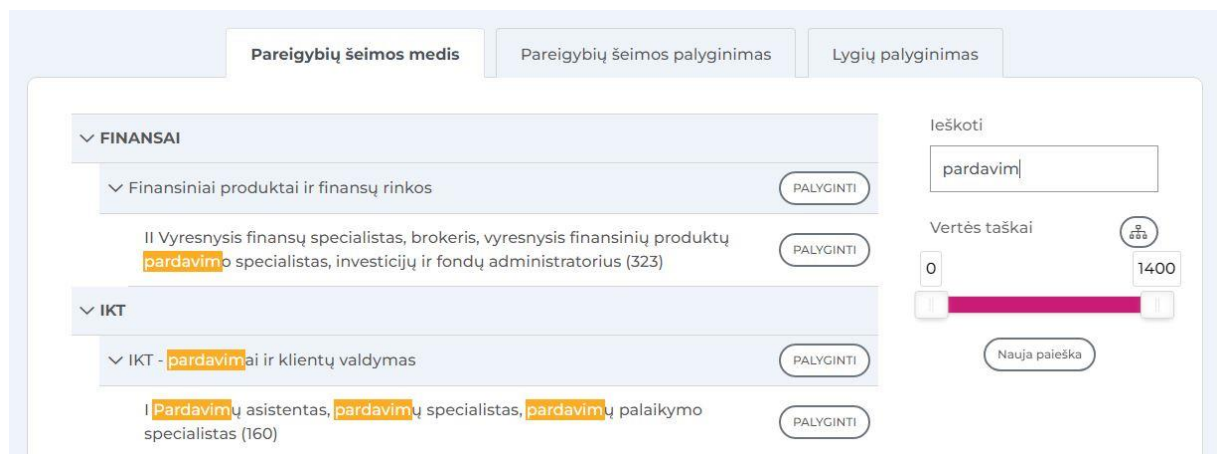 Pareigybių šeimos medis
Pareigybių šeimos palyginimas
Lygių palyginimas
FINANSAI
Finansiniai produktai ir finansų rinkos
PALYGINTI
II Vyresnysis finansų specialistas, brokeris, vyresnysis finansinių produktų
pardavimo specialistas, investicijų ir fondų administratorius (323)
PALYGINTI
IKT
IKT - pardavimai ir klientų valdymas
PALYGINTI
I Pardavimų asistentas, pardavimų specialistas, pardavimų palaikymo
specialistas (160)
PALYGINTI
Ieškoti
pardavim
Vertės taškai
0
1400
Nauja paieška